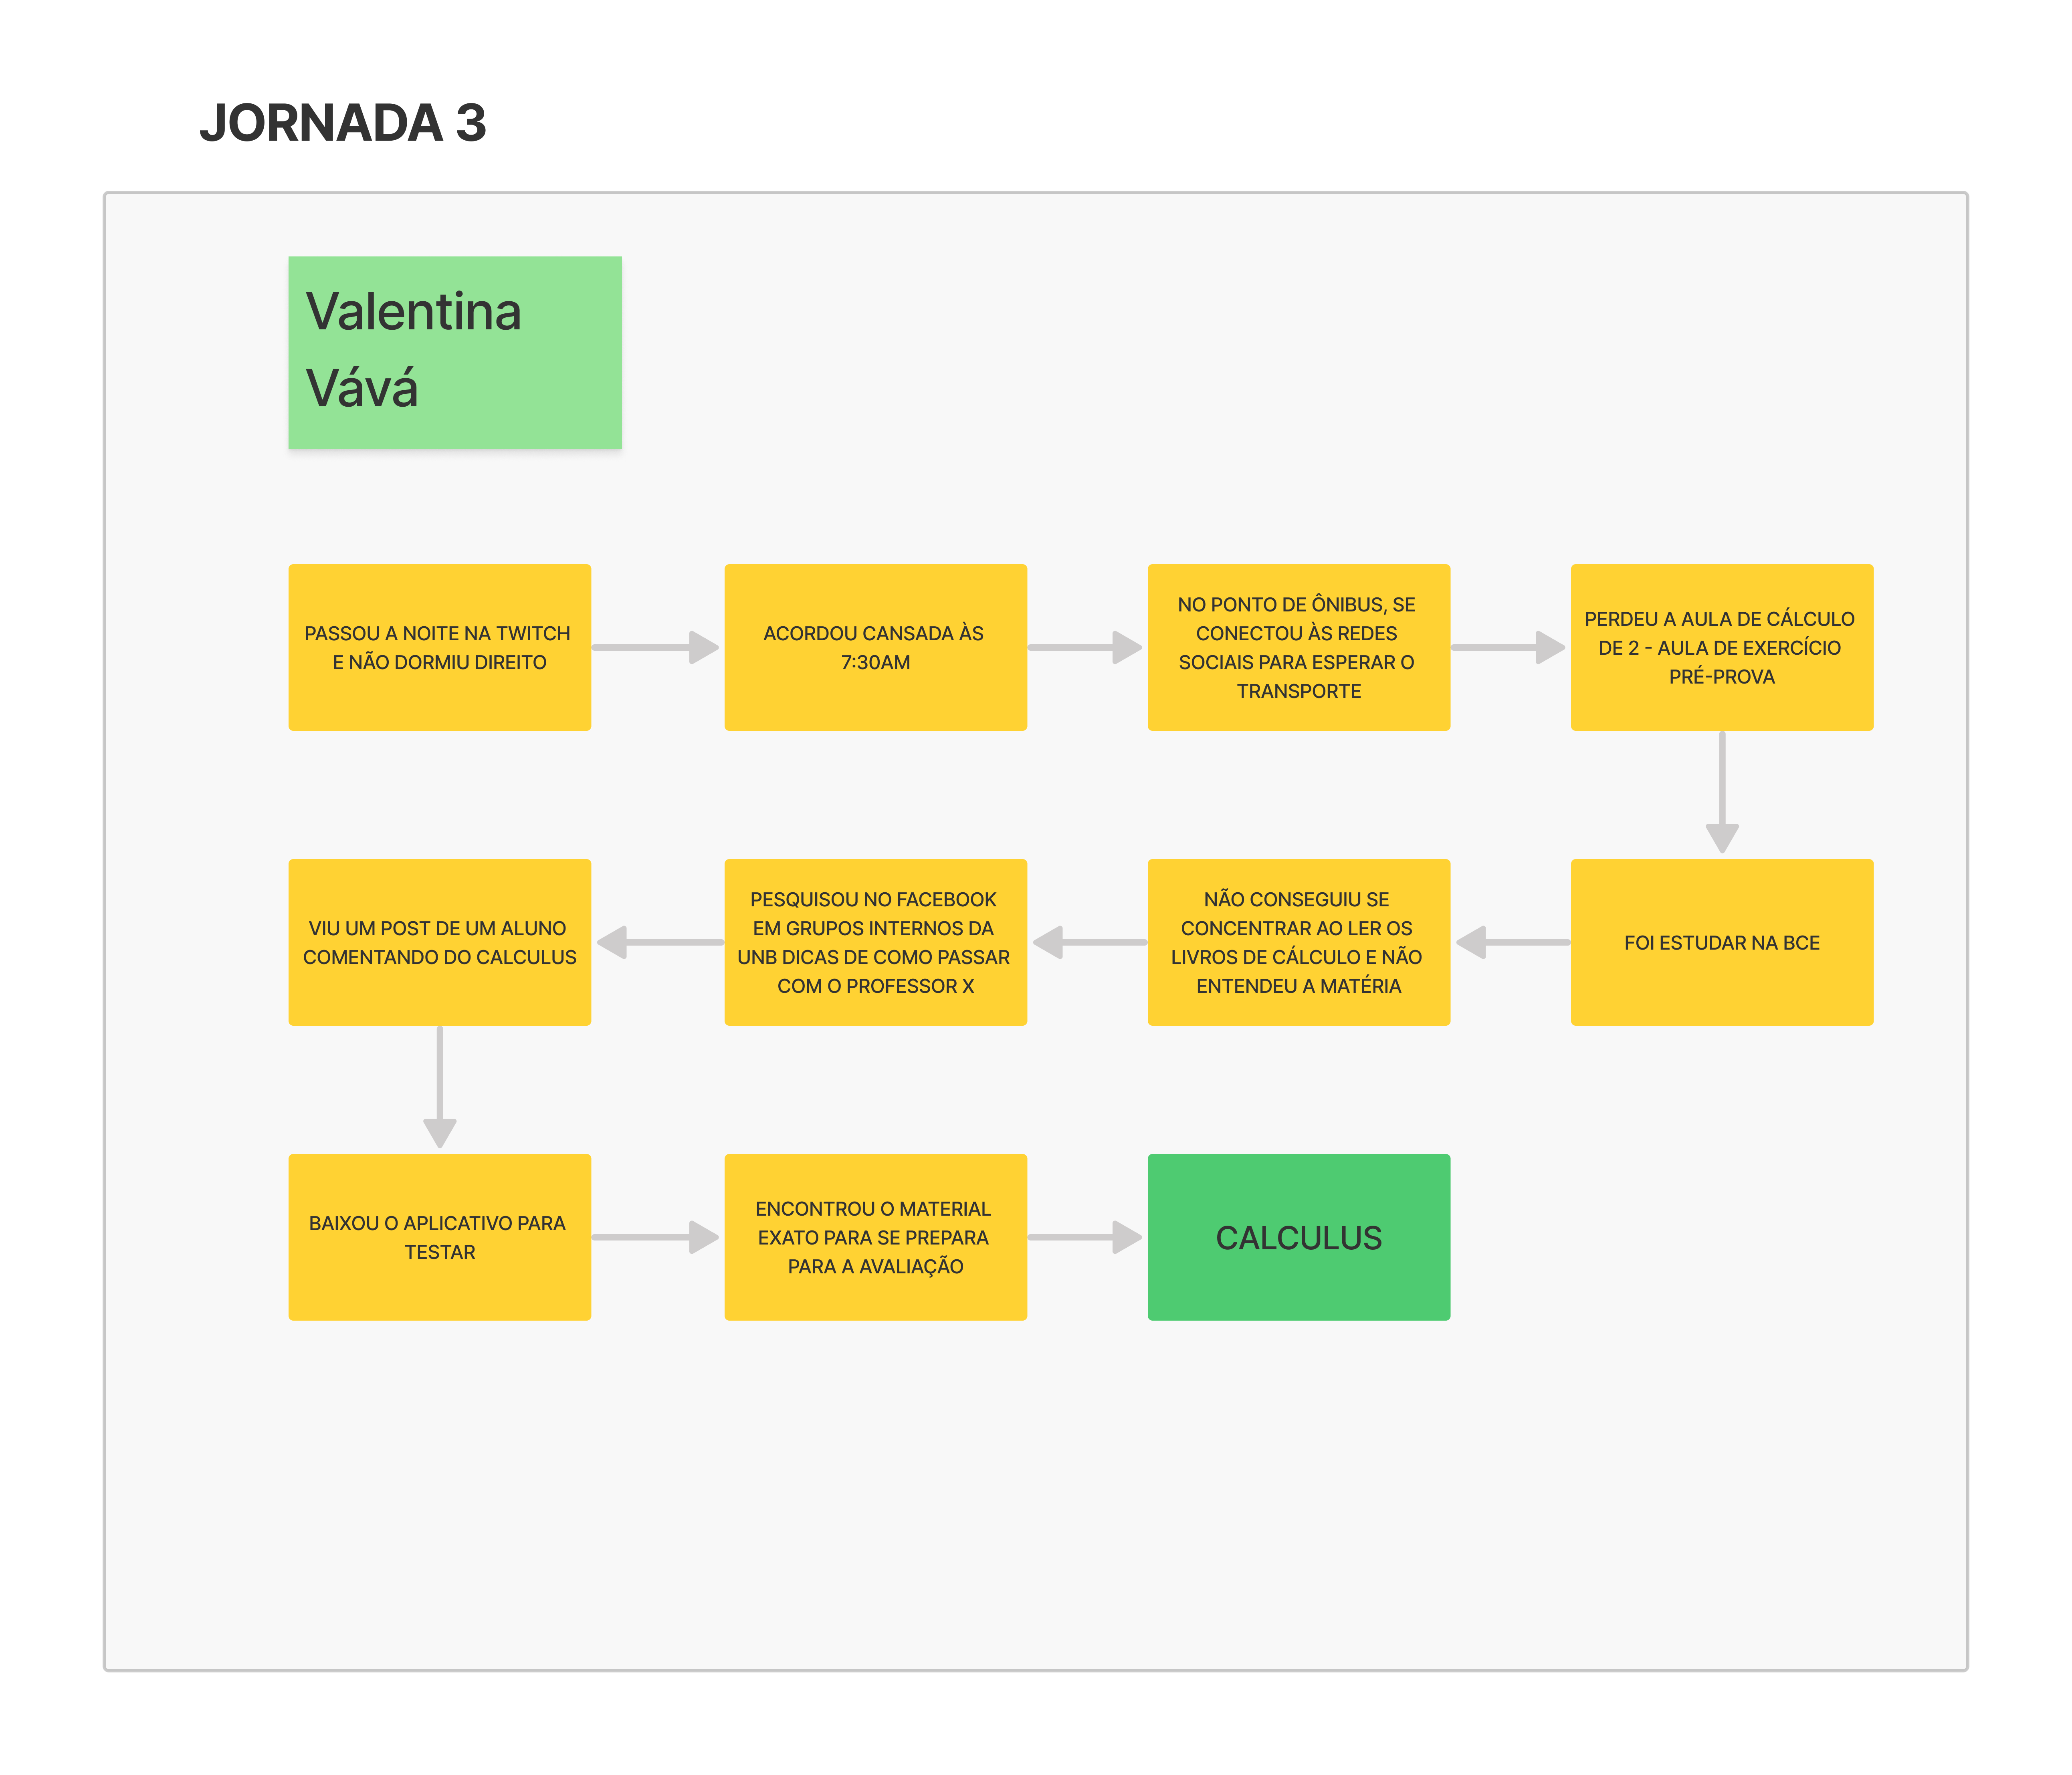 JORNADA 3
Valentina
Vává
PASSOU A NOITE NA TWITCH
E NÃO DORMIU DIREITO
ACORDOU CANSADA ÀS
7:30AM
NO PONTO DE ÔNIBUS, SE
CONECTOU ÀS REDES
SOCIAIS PARA ESPERAR O
TRANSPORTE
PERDEU A AULA DE CÁLCULO
DE 2 - AULA DE EXERCÍCIO
PRÉ-PROVA
FOI ESTUDAR NA BCE
NÃO CONSEGUIU SE
CONCENTRAR AO LER OS
LIVROS DE CÁLCULO E NÃO
ENTENDEU A MATÉRIA
PESQUISOU NO FACEBOOK
EM GRUPOS INTERNOS DA
UNB DICAS DE COMO PASSAR
COM O PROFESSOR X
VIU UM POST DE UM ALUNO
COMENTANDO DO CALCULUS
BAIXOU O APLICATIVO PARA
TESTAR
ENCONTROU O MATERIAL
EXATO PARA SE PREPARA
PARA A AVALIAÇÃO
CALCULUS